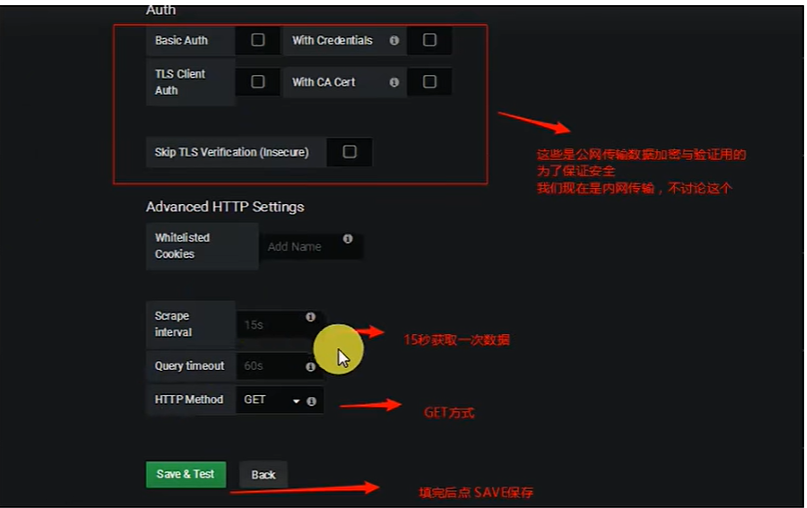 Auth
Basic Auth
With Credentials
TLS Client
Auth
With CA Cert
Skip TLS Verification (Insecure)
这些是公网传输数据加密与验证用的
为了保证安全
我们现在是内网传输，不讨论这个
Advanced HTTP Settings
Whitelisted
Cookies
Add Name
Scrape
interval
15s
15秒获取一次数据
Query timeout
60s
HTTP Method
GET
GET方式
Save & Test
Back
填完后点 SAVE保存